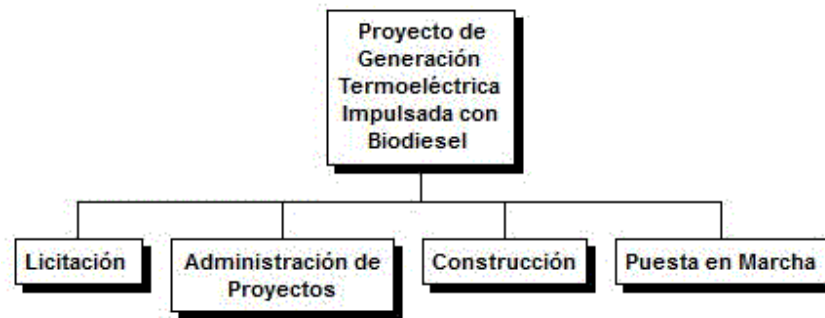 Proyecto de
Generación
Termoeléctrica
Impulsada con
Biodiesel
Licitación
Administración de
Proyectos
Construcción
Puesta en Marcha